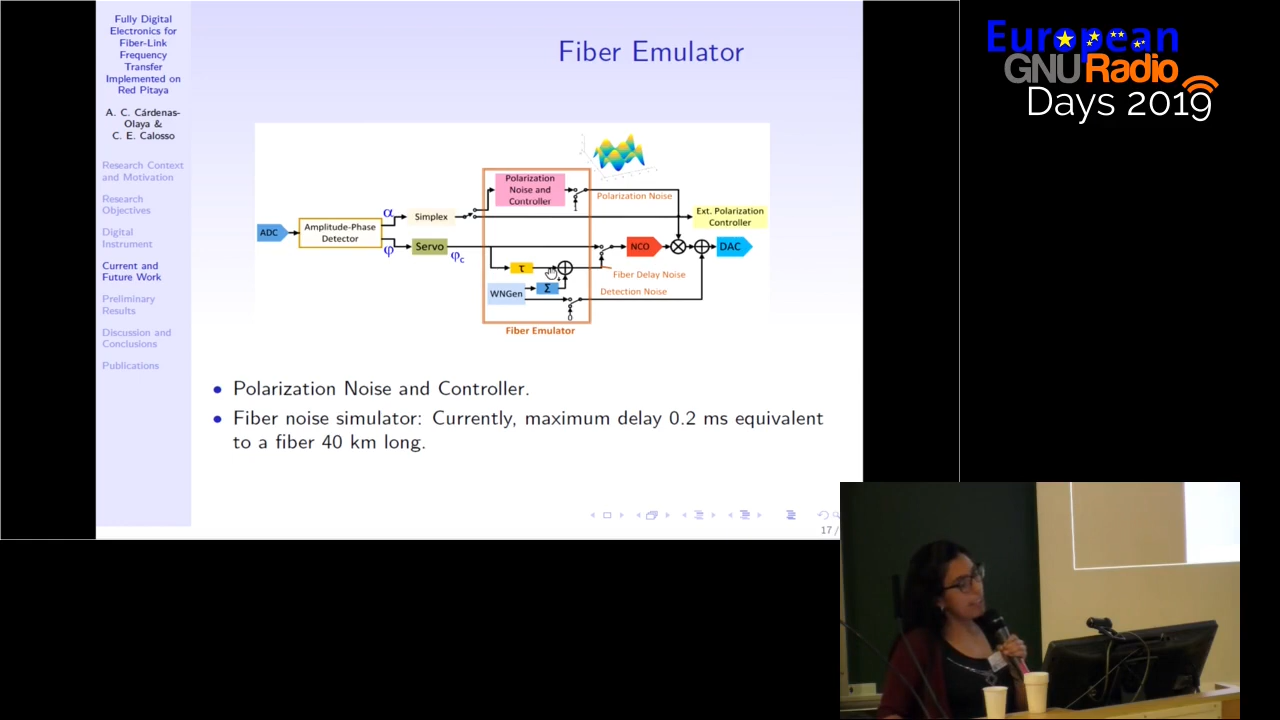 Fully Digital
Electronics for
Fiber-Link
Frequency
Transfer
Implemented on
Red Pitaya
A. C. Cárdenas-
Olaya &
C. E. Calosso
Research Context
and Motivation
Research
Objectives
Digital
Instrument
Current and
Future Work
Preliminary
Results
Discussion and
Conclusions
Publications
Fiber Emulator
ADC
Amplitude-Phase
Detector
α
φ
Simplex
Servo
φc
Polarization
Noise and
Controller
Polarization Noise
Ext. Polarization
Controller
NCO
DAC
τ
Fiber Delay Noise
WNGen
Σ
Detection Noise
Fiber Emulator
• Polarization Noise and Controller.
• Fiber noise simulator: Currently, maximum delay 0.2 ms equivalent
to a fiber 40 km long.
17 /
European
GNURadio
Days 2019